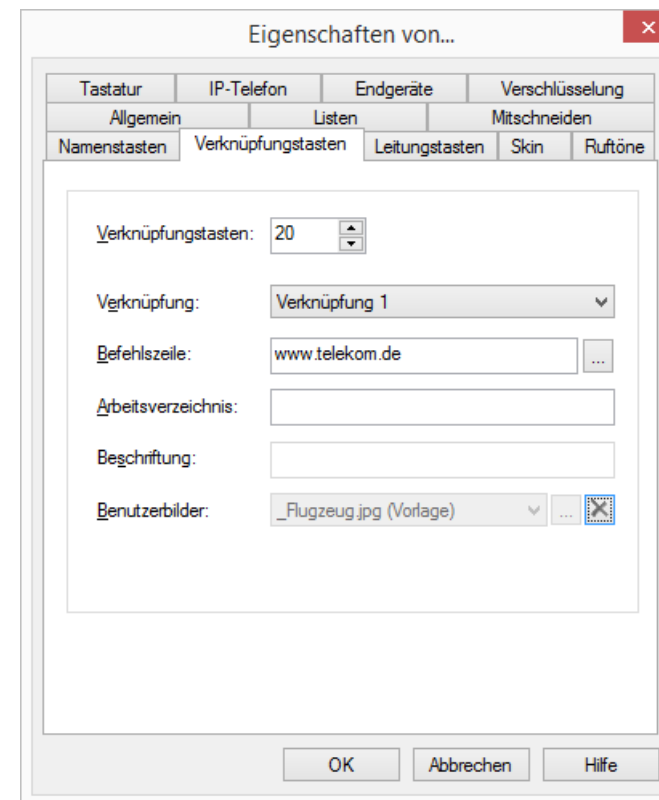 Eigenschaften von...
Tastatur IP-Telefon Endgeräte Verschlüsselung
Allgemein Listen Mitschneiden
Namenstasten Verknüpfungstasten Leitungstasten Skin Ruftöne
Verknüpfungstasten: 20
Verknüpfung: Verknüpfung 1
Befehlszeile: www.telekom.de ...
Arbeitsverzeichnis:
Beschriftung:
Benutzerbilder: _Flugzeug.jpg (Vorlage) ...
OK Abbrechen Hilfe